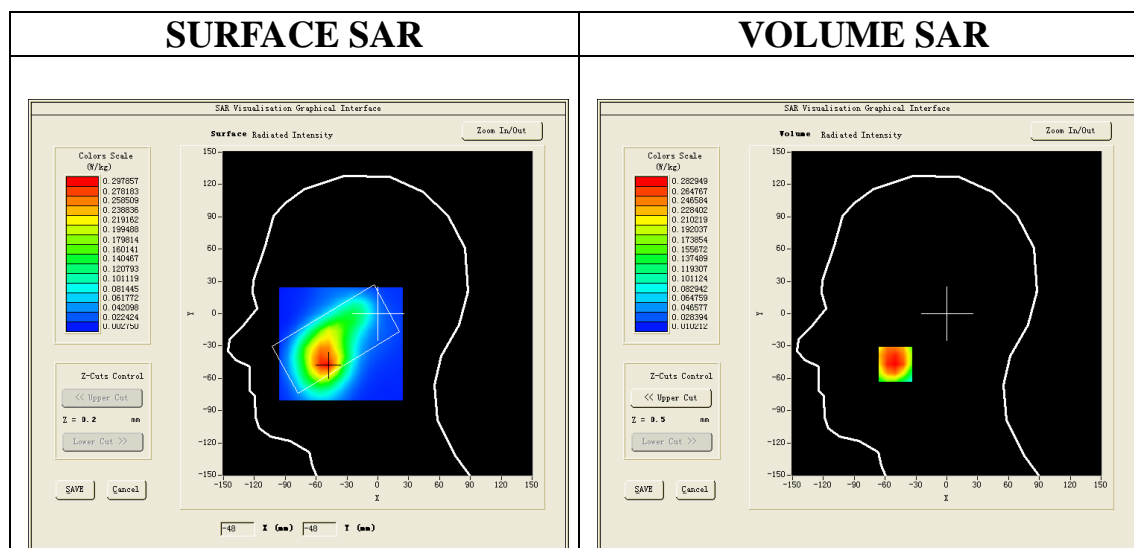 SURFACE SAR
VOLUME SAR
SAR Visualisation Graphical Interface
Surface Radiated Intensity
Zoom In/Out
Colors Scale
(W/kg)
0.297857
0.278183
0.258509
0.238836
0.219162
0.199488
0.179814
0.160141
0.140467
0.120793
0.101119
0.081445
0.061772
0.042098
0.022424
0.002750
150
120
90
60
30
0
-30
-60
-90
-120
-150
Y
-150 -120 -90 -60 -30 0 30 60 90 120 150
X
Z-Cuts Control
<< Upper Cut
Z = 0.2 mm
Lower Cut >>
SAVE Cancel
-48 X (mm) -48 Y (mm)
SAR Visualisation Graphical Interface
Volume Radiated Intensity
Zoom In/Out
Colors Scale
(W/kg)
0.282949
0.264767
0.246584
0.228402
0.210219
0.192037
0.173854
0.155672
0.137489
0.119307
0.101124
0.082942
0.064759
0.046577
0.028394
0.010212
150
120
90
60
30
0
-30
-60
-90
-120
-150
Y
-150 -120 -90 -60 -30 0 30 60 90 120 150
X
Z-Cuts Control
<< Upper Cut
Z = 0.5 mm
Lower Cut >>
SAVE Cancel